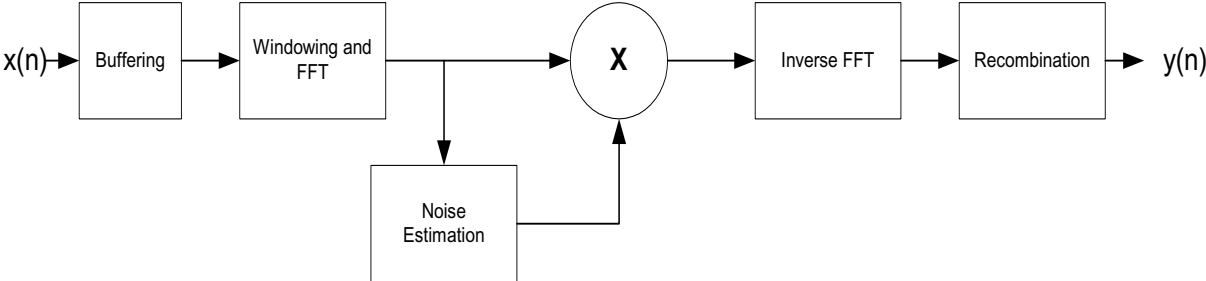 x(n)
Buffering
Windowing and
FFT
X
Inverse FFT
Recombination
y(n)
Noise
Estimation